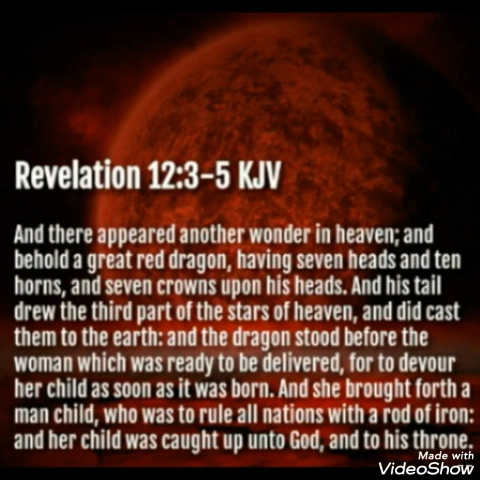 Revelation 12:3-5 KJV
And there appeared another wonder in heaven; and
behold a great red dragon, having seven heads and ten
horns, and seven crowns upon his heads. And his tail
drew the third part of the stars of heaven, and did cast
them to the earth: and the dragon stood before the
woman which was ready to be delivered, for to devour
her child as soon as it was born. And she brought forth a
man child, who was to rule all nations with a rod of iron:
and her child was caught up unto God, and to his throne.
Made with
VideoShow